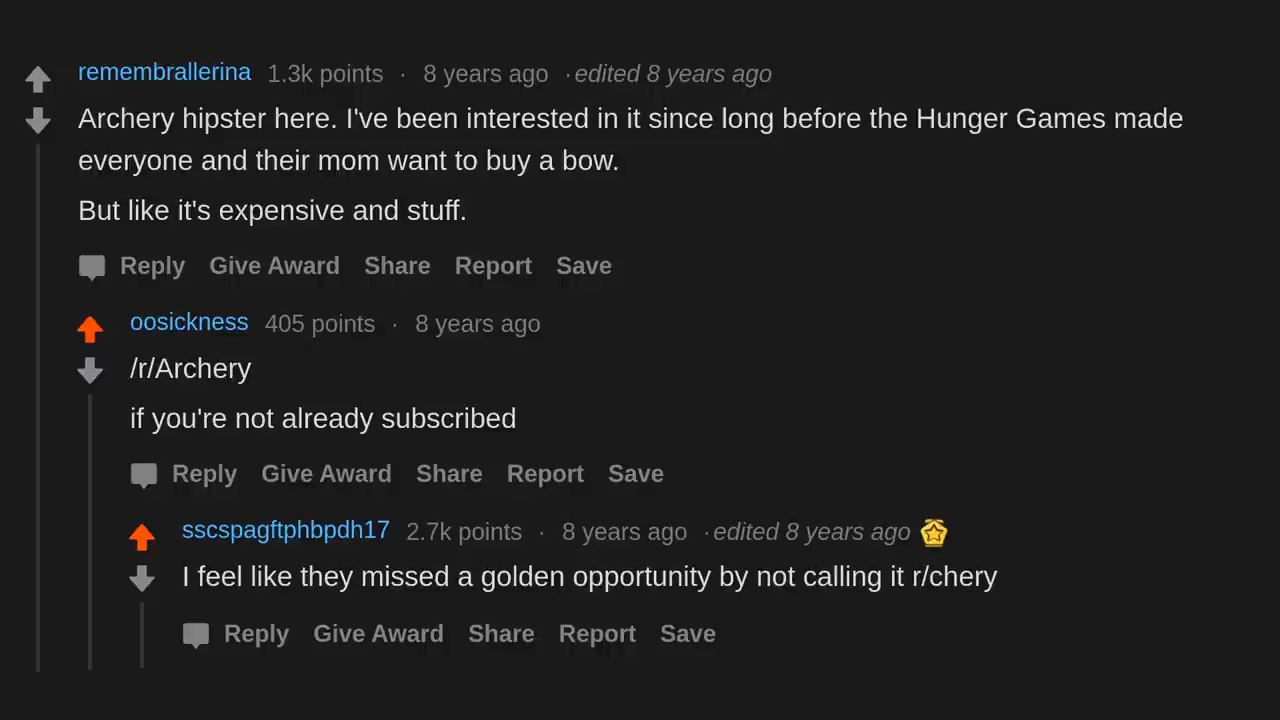 remembrallerina 1.3k points · 8 years ago · edited 8 years ago
Archery hipster here. I've been interested in it since long before the Hunger Games made
everyone and their mom want to buy a bow.
But like it's expensive and stuff.
Reply Give Award Share Report Save
oosickness 405 points · 8 years ago
/r/Archery
if you're not already subscribed
Reply Give Award Share Report Save
sscspagftphbpdh17 2.7k points · 8 years ago · edited 8 years ago
I feel like they missed a golden opportunity by not calling it r/chery
Reply Give Award Share Report Save